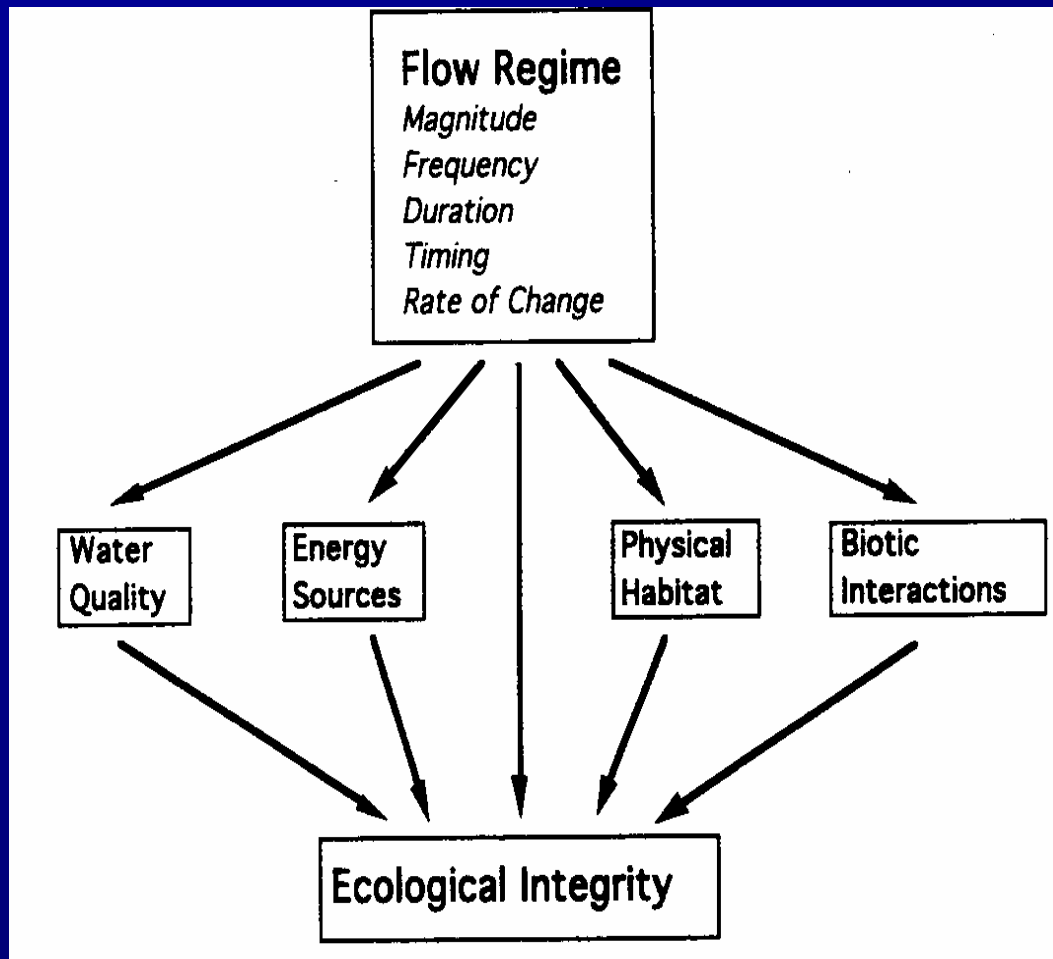 Flow Regime
Magnitude
Frequency
Duration
Timing
Rate of Change
Water
Quality
Energy
Sources
Physical
Habitat
Biotic
Interactions
Ecological Integrity